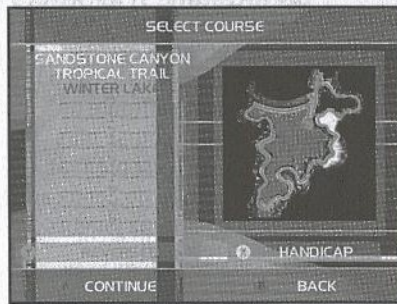 SELECT COURSE
SANDSTONE CANYON
TROPICAL TRAIL
WINTER LAKE
HANDICAP
CONTINUE
BACK